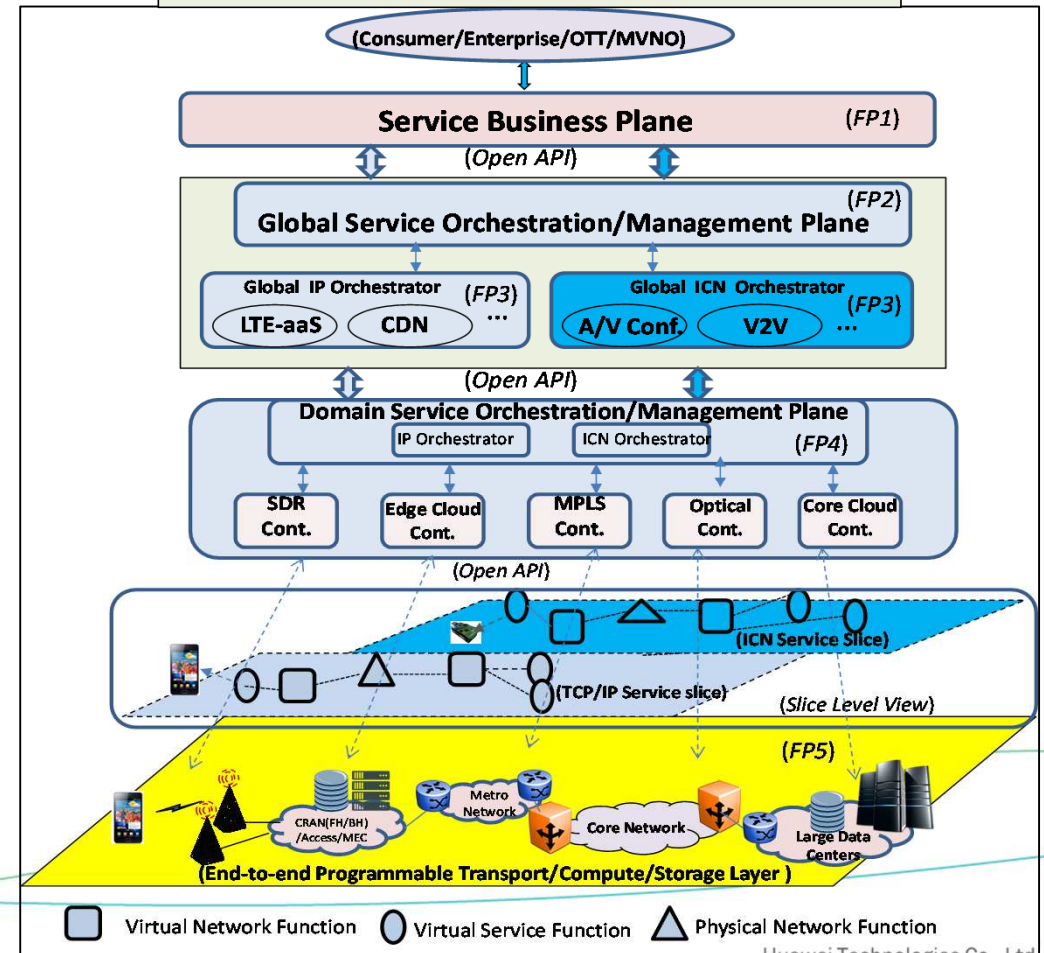 (Consumer/Enterprise/OTT/MVNO)
Service Business Plane
(FP1)
(Open API)
(FP2)
Global Service Orchestration/Management Plane
Global IP Orchestrator
(FP3)
LTE-aaS
CDN
...
Global ICN Orchestrator
(FP3)
A/V Conf.
V2V
...
(Open API)
Domain Service Orchestration/Management Plane
IP Orchestrator
ICN Orchestrator
(FP4)
SDR
Cont.
Edge Cloud
Cont.
MPLS
Cont.
Optical
Cont.
Core Cloud
Cont.
(Open API)
(ICN Service Slice)
(TCP/IP Service slice)
(Slice Level View)
(FP5)
CRAN(FH/BH)
/Access/MEC
Metro
Network
Core Network
Large Data
Centers
(End-to-end Programmable Transport/Compute/Storage Layer )
Virtual Network Function
Virtual Service Function
Physical Network Function
Huawei Technologies Co., Ltd